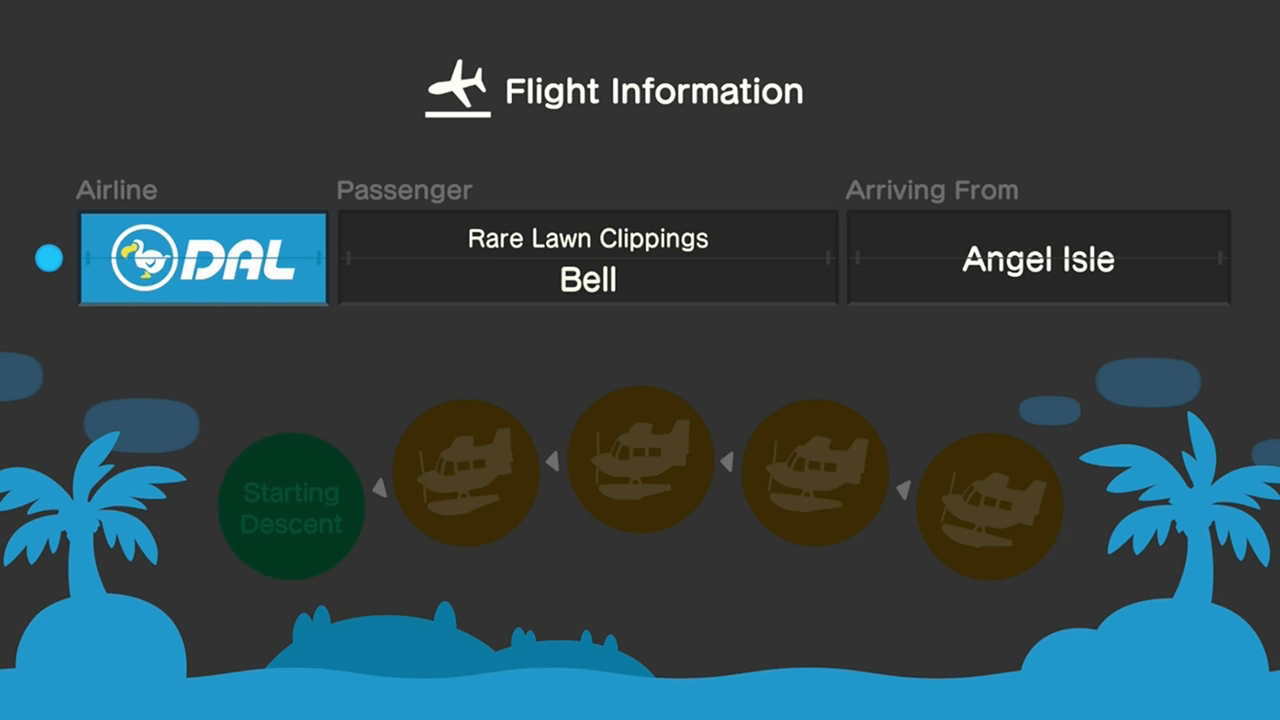 Flight Information
Airline
Passenger
Arriving From
DAL
Rare Lawn Clippings
Bell
Angel Isle
Starting
Descent